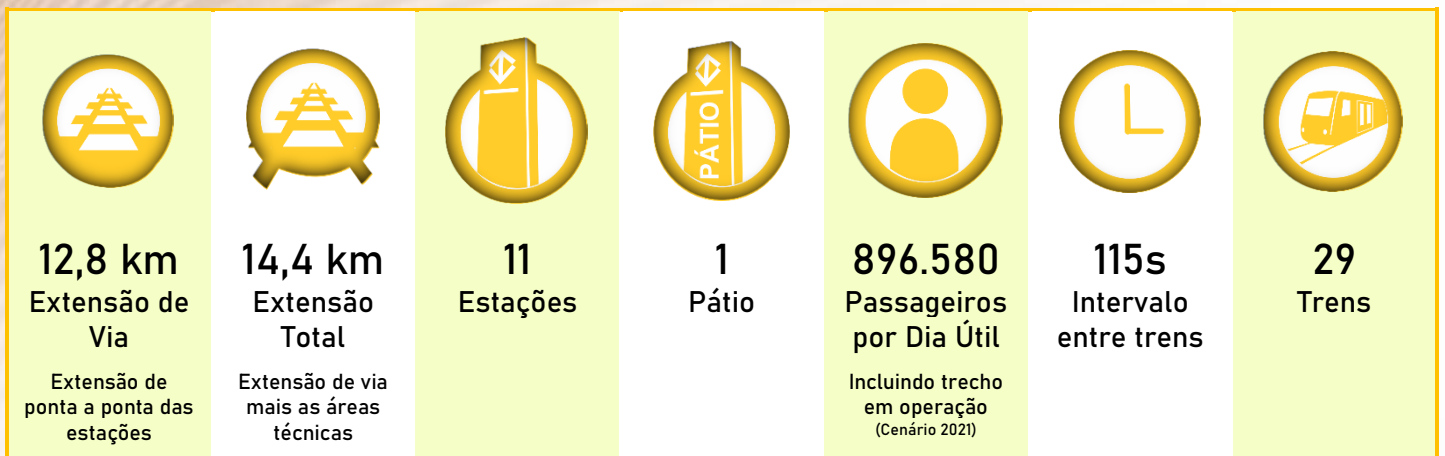 PÁTIO
12,8 km
Extensão de
Via
Extensão de
ponta a ponta das
estações
14,4 km
Extensão
Total
Extensão de via
mais as áreas
técnicas
11
Estações
1
Pátio
896.580
Passageiros
por Dia Útil
Incluindo trecho
em operação
(Cenário 2021)
115s
Intervalo
entre trens
29
Trens